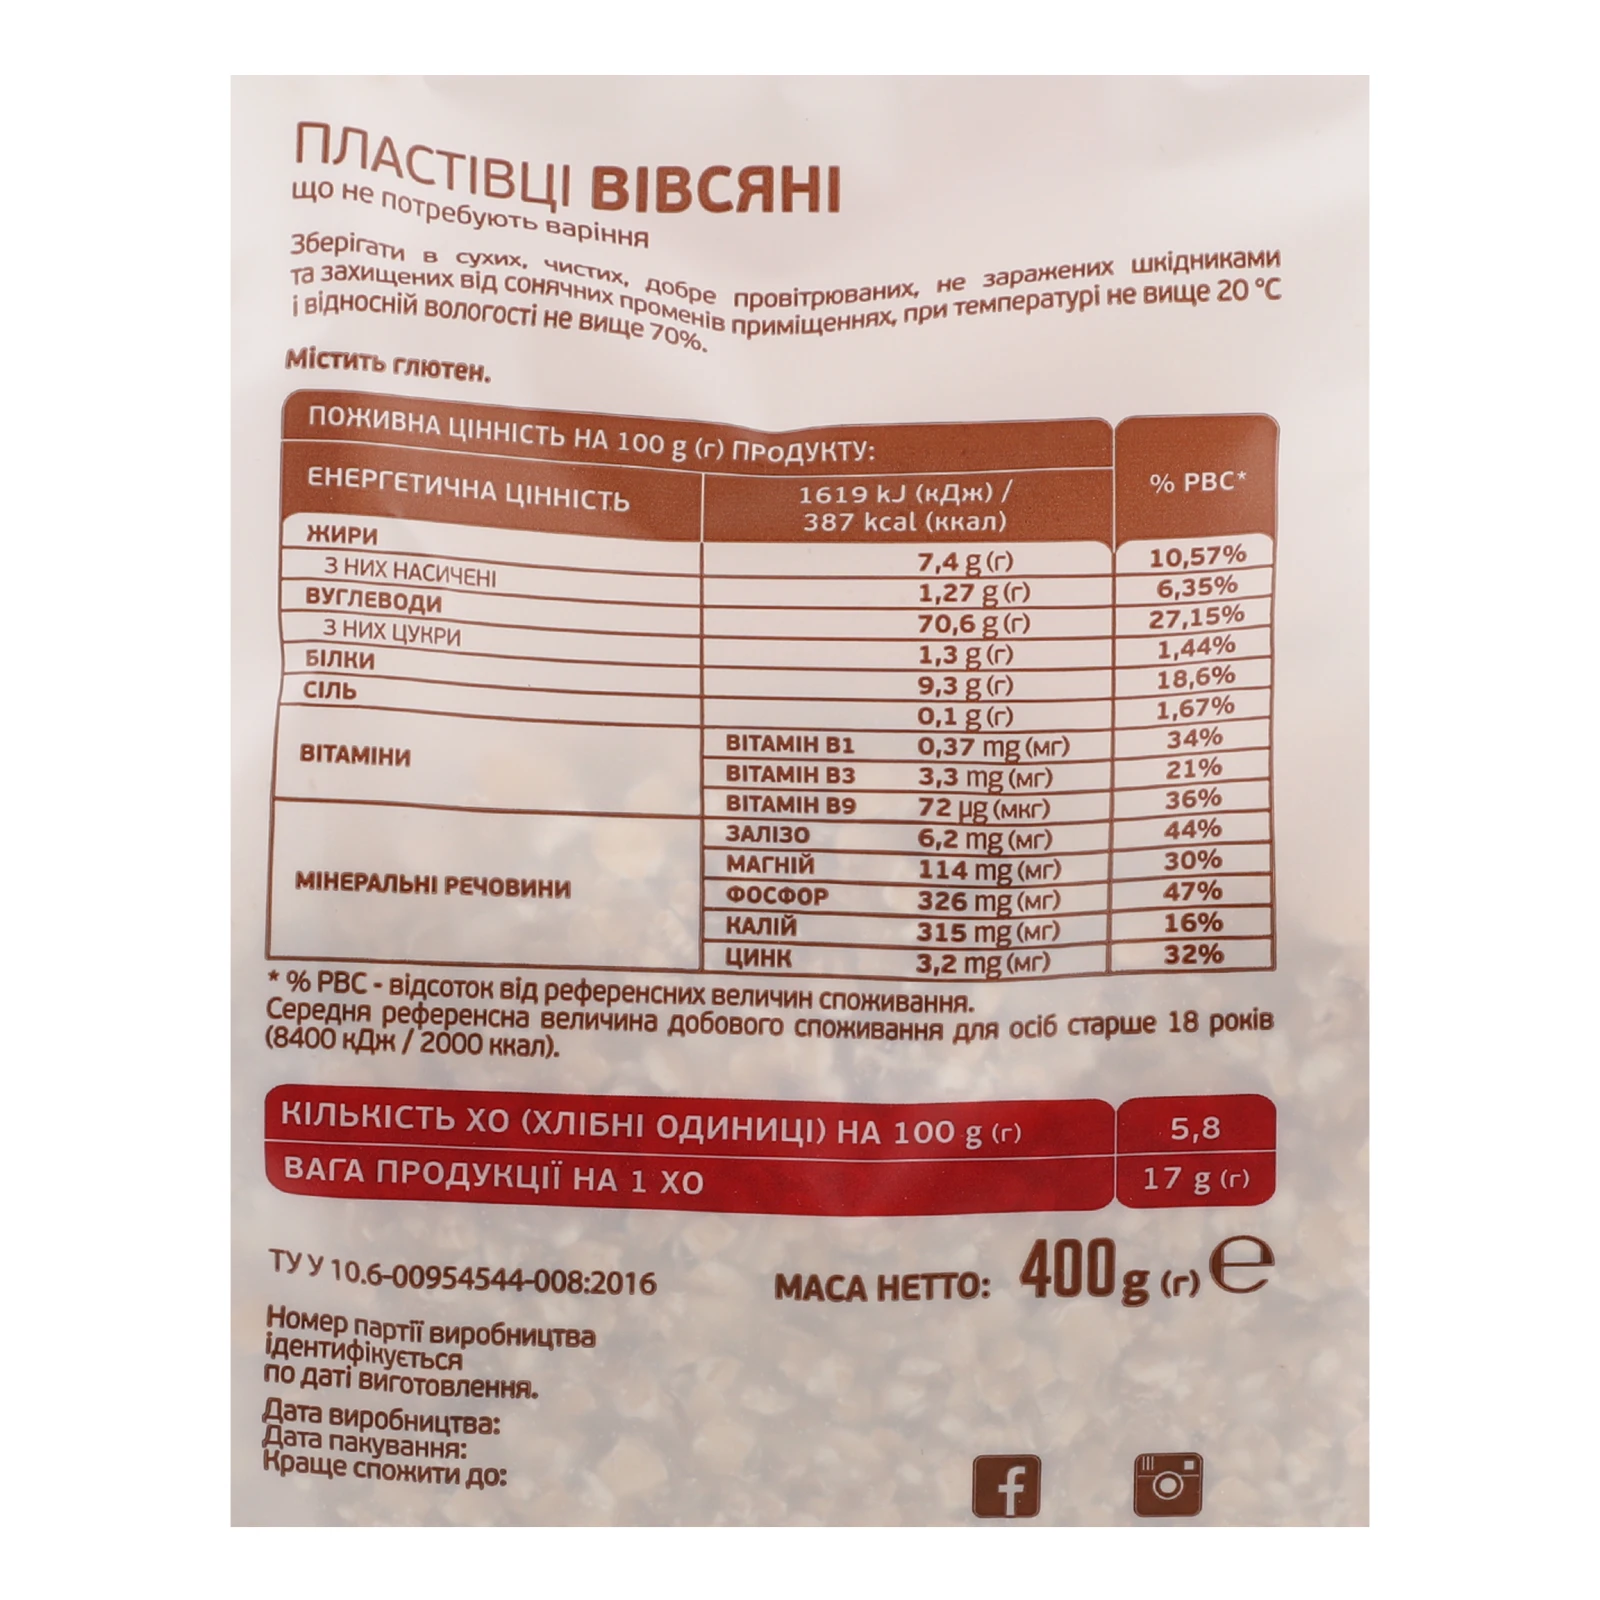 ПЛАСТІВЦІ ВІВСЯНІ
що не потребують варіння
Зберігати в сухих, чистих, добре провітрюваних, не заражених шкідниками
та захищених від сонячних променів приміщеннях, при температурі не вище 20 °С
і відносній вологості не вище 70%.
Містить глютен.
ПОЖИВНА ЦІННІСТЬ НА 100 g (г) ПРОДУКТУ:
% РВС*
ЕНЕРГЕТИЧНА ЦІННІСТЬ 1619 kJ (кДж) /
387 kcal (ккал)
ЖИРИ 7,4 g (г) 10,57%
З НИХ НАСИЧЕНІ 1,27 g (г) 6,35%
ВУГЛЕВОДИ 70,6 g (г) 27,15%
З НИХ ЦУКРИ 1,3 g (г) 1,44%
БІЛКИ 9,3 g (г) 18,6%
СІЛЬ 0,1 g (г) 1,67%
ВІТАМІНИ ВІТАМІН В1 0,37 mg (мг) 34%
ВІТАМІН В3 3,3 mg (мг) 21%
ВІТАМІН В9 72 µg (мкг) 36%
МІНЕРАЛЬНІ РЕЧОВИНИ ЗАЛІЗО 6,2 mg (мг) 44%
МАГНІЙ 114 mg (мг) 30%
ФОСФОР 326 mg (мг) 47%
КАЛІЙ 315 mg (мг) 16%
ЦИНК 3,2 mg (мг) 32%
* % РВС - відсоток від референсних величин споживання.
Середня референсна величина добового споживання для осіб старше 18 років
(8400 кДж / 2000 ккал).
КІЛЬКІСТЬ ХО (ХЛІБНІ ОДИНИЦІ) НА 100 g (г) 5,8
ВАГА ПРОДУКЦІЇ НА 1 ХО 17 g (г)
ТУ У 10.6-00954544-008:2016
МАСА НЕТТО: 400 g (г) e
Номер партії виробництва
ідентифікується
по даті виготовлення.
Дата виробництва:
Дата пакування:
Краще спожити до: